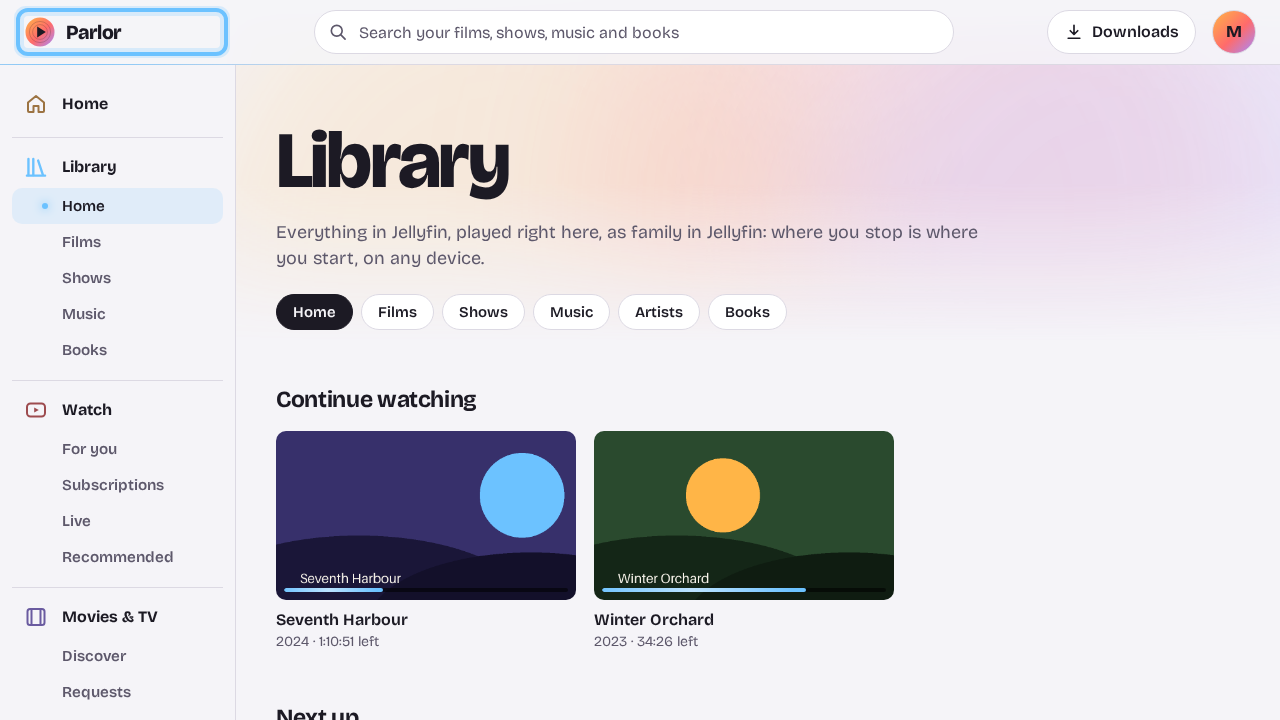 Parlor
Search your films, shows, music and books
Downloads
M
Home
Library
Home
Films
Shows
Music
Books
Watch
For you
Subscriptions
Live
Recommended
Movies & TV
Discover
Requests
Library
Everything in Jellyfin, played right here, as family in Jellyfin: where you stop is where
you start, on any device.
Home
Films
Shows
Music
Artists
Books
Continue watching
Seventh Harbour
Seventh Harbour
2024 · 1:10:51 left
Winter Orchard
Winter Orchard
2023 · 34:26 left
Next up